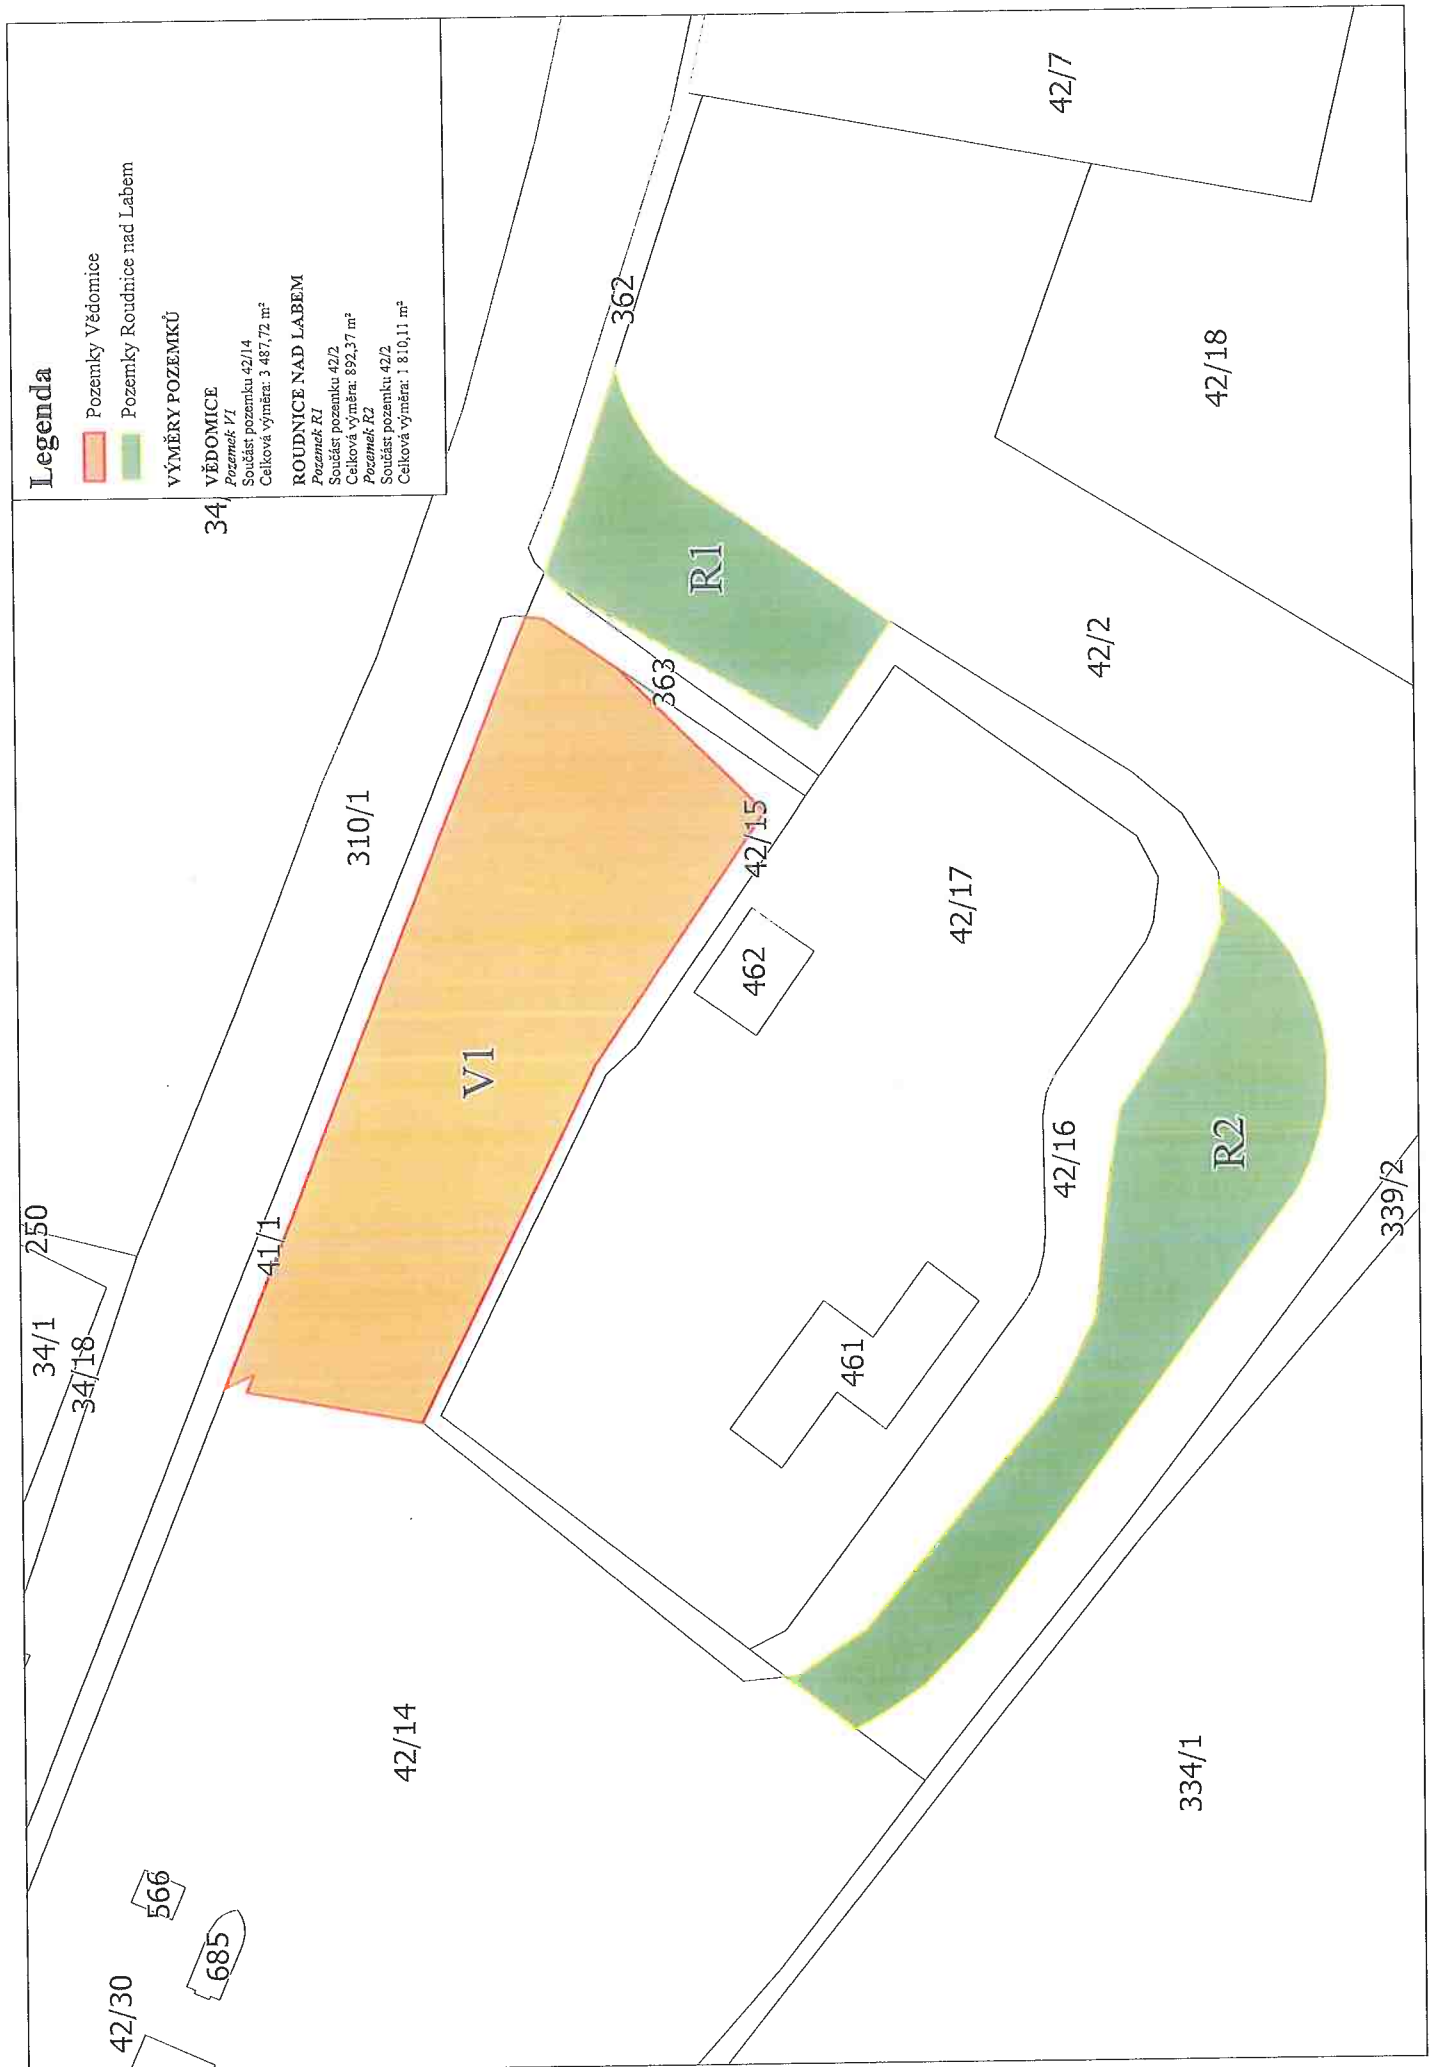 Legenda
Pozemky Vědomice
Pozemky Roudnice nad Labem
VÝMĚRY POZEMKŮ
VĚDOMICE
Pozemek V1
Součást pozemku 42/14
Celková výměra: 3 487,72 m²
ROUDNICE NAD LABEM
Pozemek R1
Součást pozemku 42/2
Celková výměra: 892,37 m²
Pozemek R2
Součást pozemku 42/2
Celková výměra: 1 810,11 m²
42/30
685
566
34/1
250
34/18
41/1
310/1
34/
42/14
V1
362
363
R1
42/15
462
42/17
461
42/16
42/7
42/18
42/2
R2
334/1
339/2